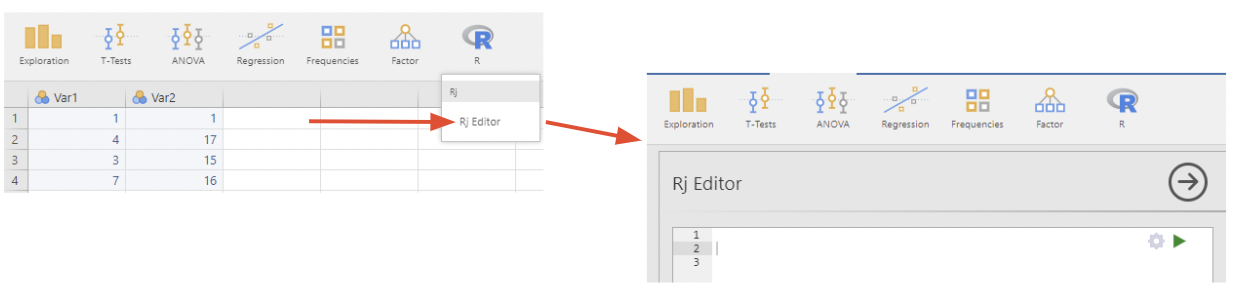 Exploration T-Tests ANOVA Regression Frequencies Factor R
Rj
Rj Editor
Var1 Var2
1 1 1
2 4 17
3 3 15
4 7 16
Exploration T-Tests ANOVA Regression Frequencies Factor R
Rj Editor
1
2
3